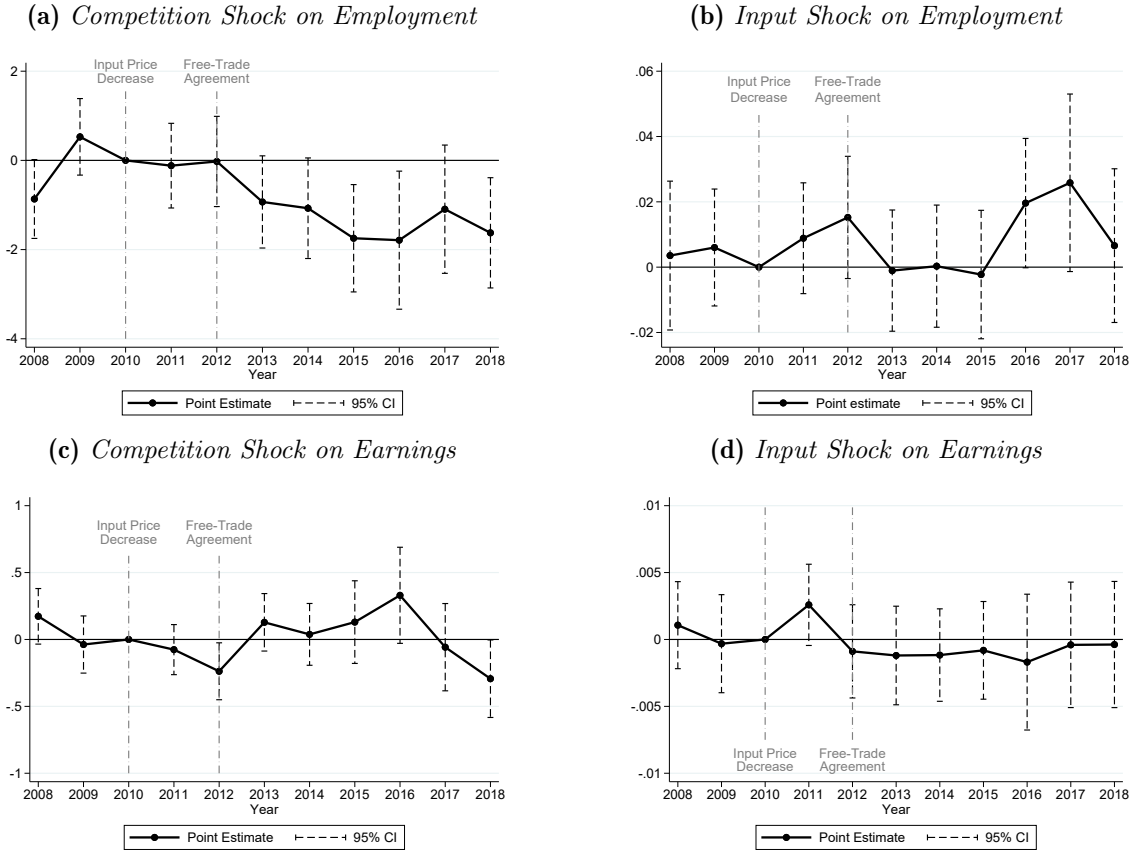 (a) Competition Shock on Employment
Input Price
Decrease
Free-Trade
Agreement
2
0
-2
-4
2008 2009 2010 2011 2012 2013 2014 2015 2016 2017 2018
Year
Point Estimate 95% CI
(b) Input Shock on Employment
Input Price
Decrease
Free-Trade
Agreement
.06
.04
.02
0
-.02
2008 2009 2010 2011 2012 2013 2014 2015 2016 2017 2018
Year
Point estimate 95% CI
(c) Competition Shock on Earnings
Input Price
Decrease
Free-Trade
Agreement
1
.5
0
-.5
-1
2008 2009 2010 2011 2012 2013 2014 2015 2016 2017 2018
Year
Point Estimate 95% CI
(d) Input Shock on Earnings
.01
.005
0
-.005
-.01
Input Price
Decrease
Free-Trade
Agreement
2008 2009 2010 2011 2012 2013 2014 2015 2016 2017 2018
Year
Point Estimate 95% CI